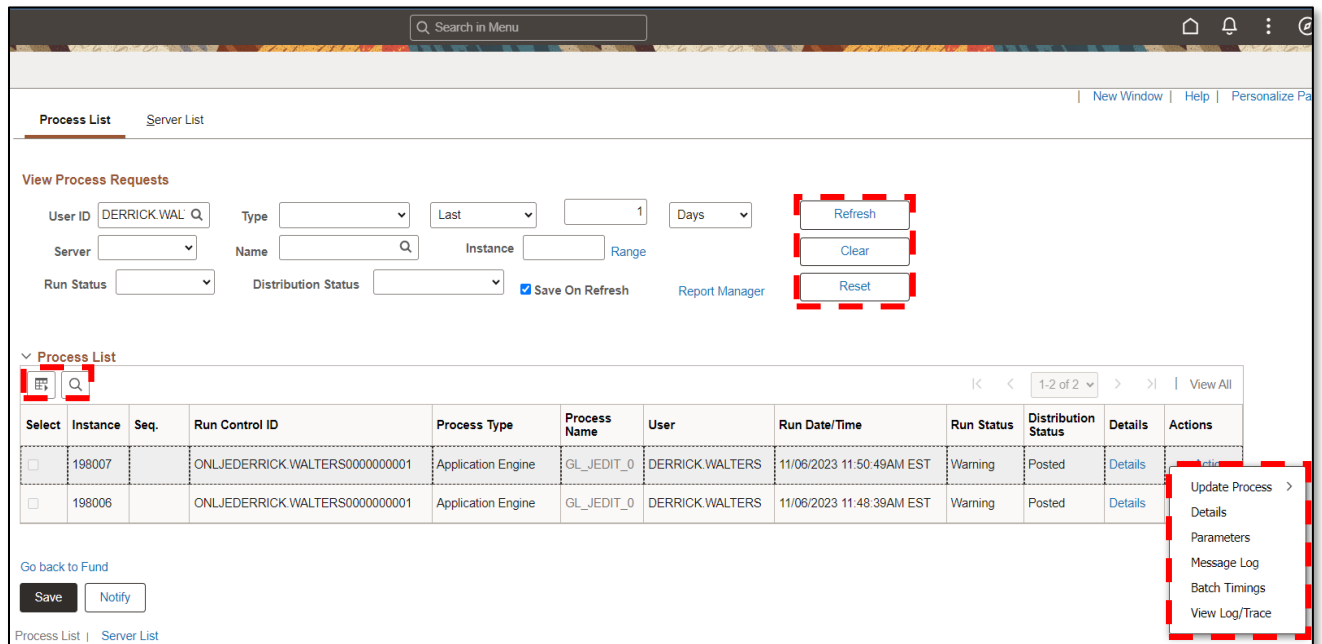 Search in Menu
New Window | Help | Personalize Pa
Process List Server List
View Process Requests
User ID DERRICK.WAL Type Last 1 Days Refresh
Server Name Instance Range Clear
Run Status Distribution Status Save On Refresh Report Manager Reset
Process List
1-2 of 2 | View All
Select Instance Seq. Run Control ID Process Type Process Name User Run Date/Time Run Status Distribution Status Details Actions
198007 ONLJEDERRICK.WALTERS0000000001 Application Engine GL_JEDIT_0 DERRICK.WALTERS 11/06/2023 11:50:49AM EST Warning Posted Details
198006 ONLJEDERRICK.WALTERS0000000001 Application Engine GL_JEDIT_0 DERRICK.WALTERS 11/06/2023 11:48:39AM EST Warning Posted Details
Update Process
Details
Parameters
Message Log
Batch Timings
View Log/Trace
Go back to Fund
Save Notify
Process List | Server List